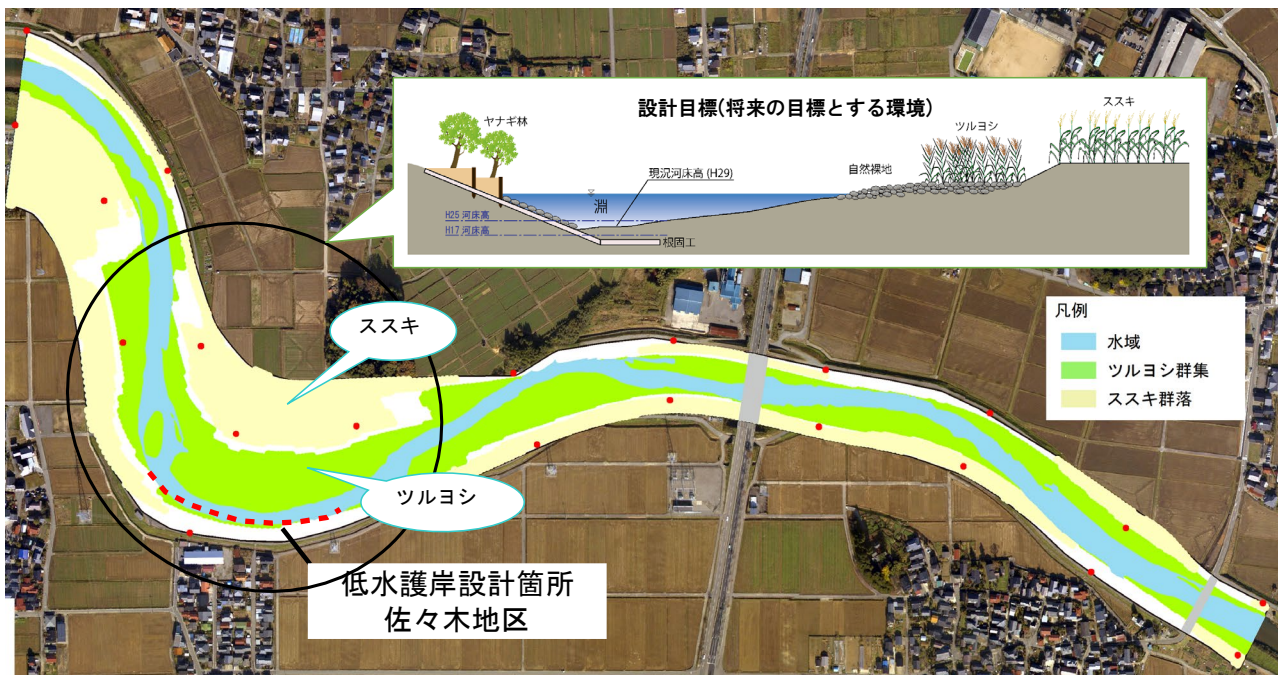 設計目標(将来の目標とする環境)
ススキ
ヤナギ林
ツルヨシ
自然裸地
現況河床高(H29)
淵
H25 河床高
H17 河床高
根固工
凡例
水域
ツルヨシ群集
ススキ群落
ススキ
ツルヨシ
低水護岸設計箇所
佐々木地区